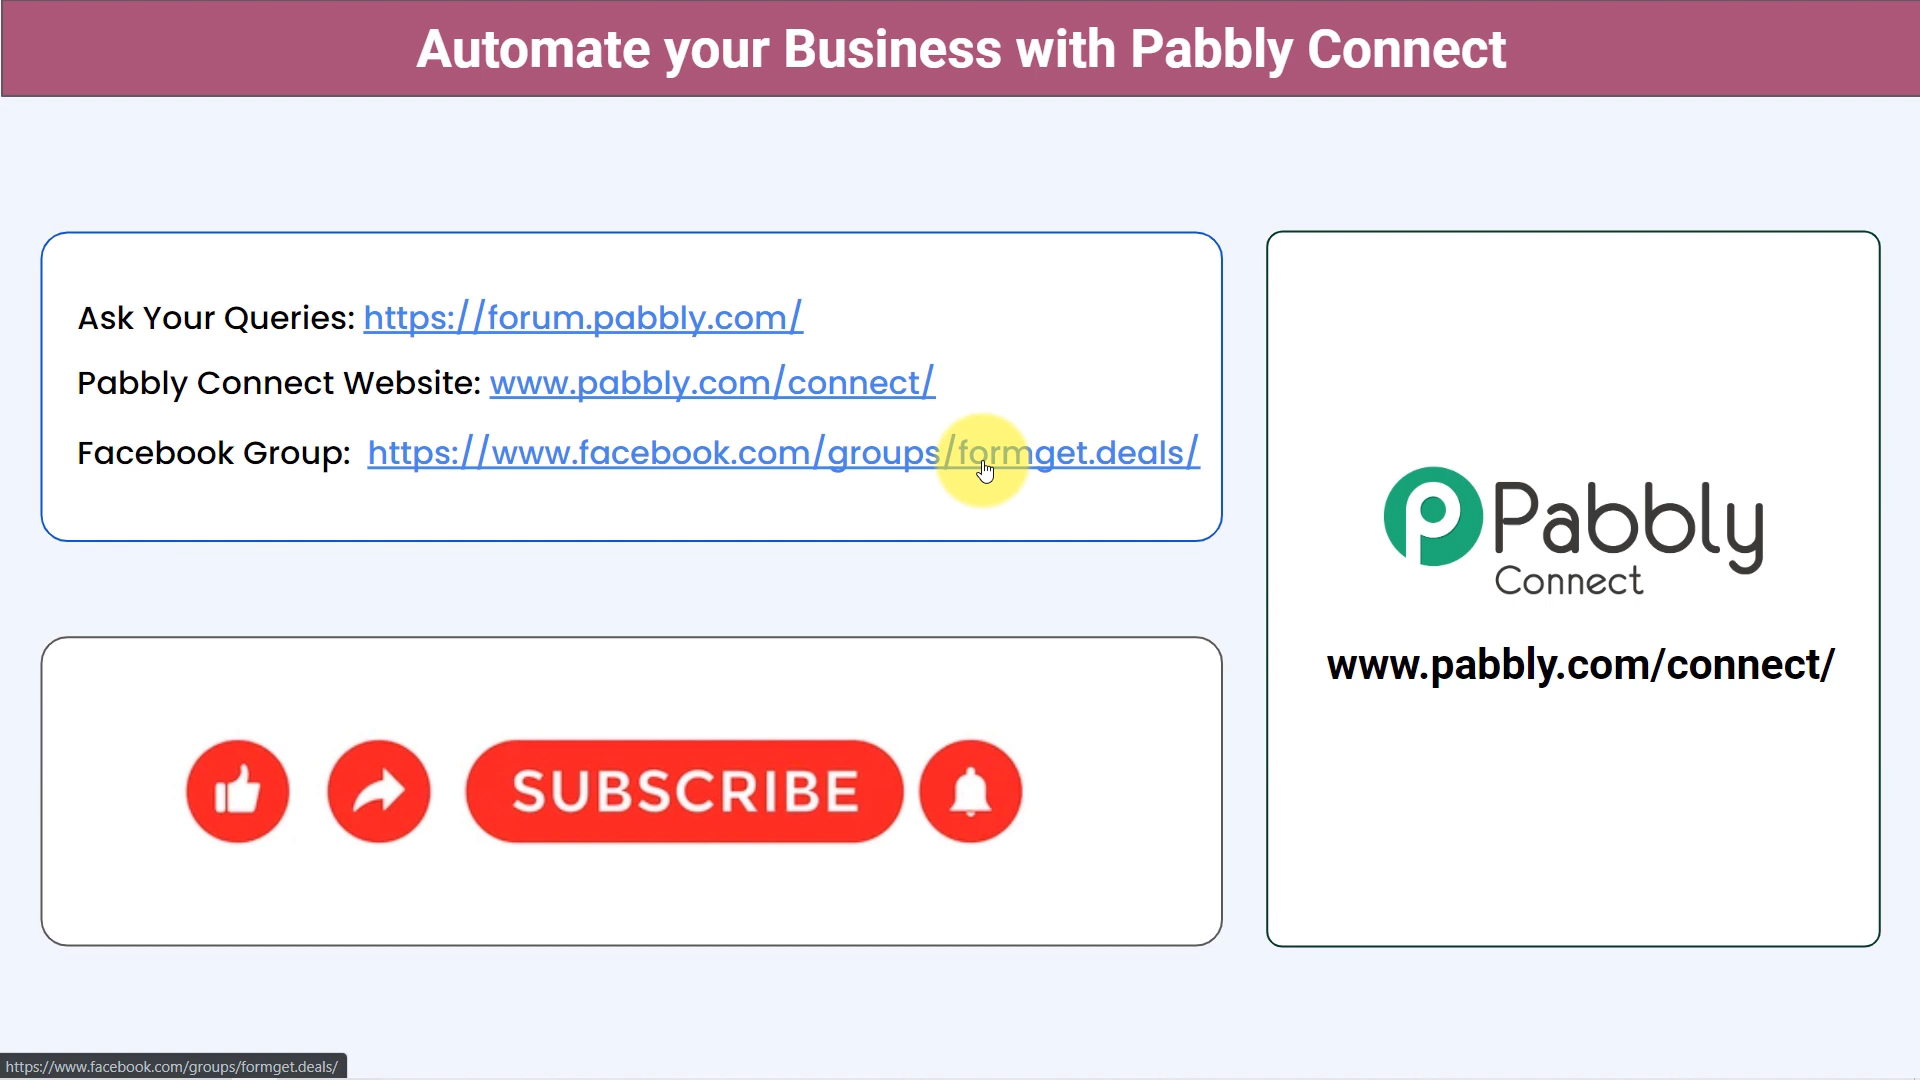 Automate your Business with Pabbly Connect
Ask Your Queries: https://forum.pabbly.com/
Pabbly Connect Website: www.pabbly.com/connect/
Facebook Group: https://www.facebook.com/groups/formget.deals/
Pabbly
Connect
www.pabbly.com/connect/
SUBSCRIBE
https://www.facebook.com/groups/formget.deals/